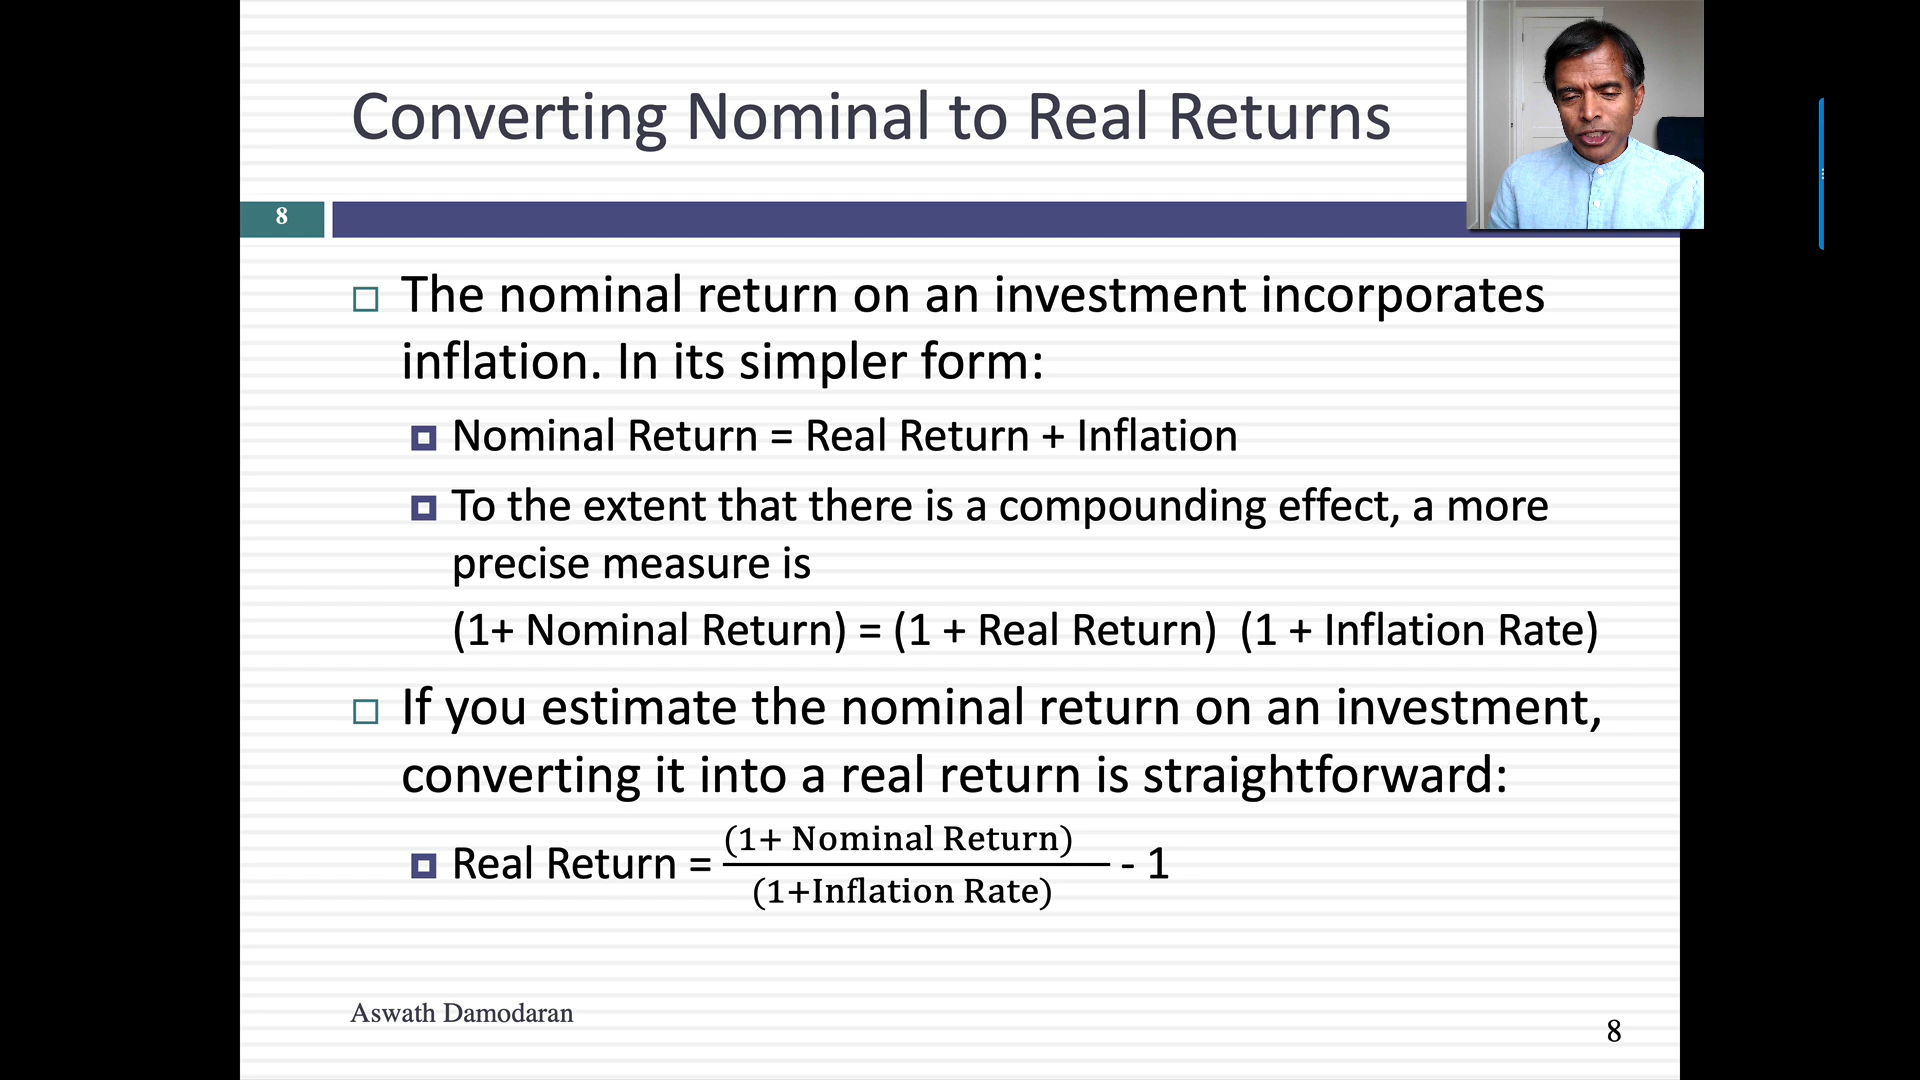 Converting Nominal to Real Returns
8
The nominal return on an investment incorporates
inflation. In its simpler form:
Nominal Return = Real Return + Inflation
To the extent that there is a compounding effect, a more
precise measure is
(1+ Nominal Return) = (1 + Real Return) (1 + Inflation Rate)
If you estimate the nominal return on an investment,
converting it into a real return is straightforward:
Real Return = (1+ Nominal Return) - 1
(1+Inflation Rate)
Aswath Damodaran
8